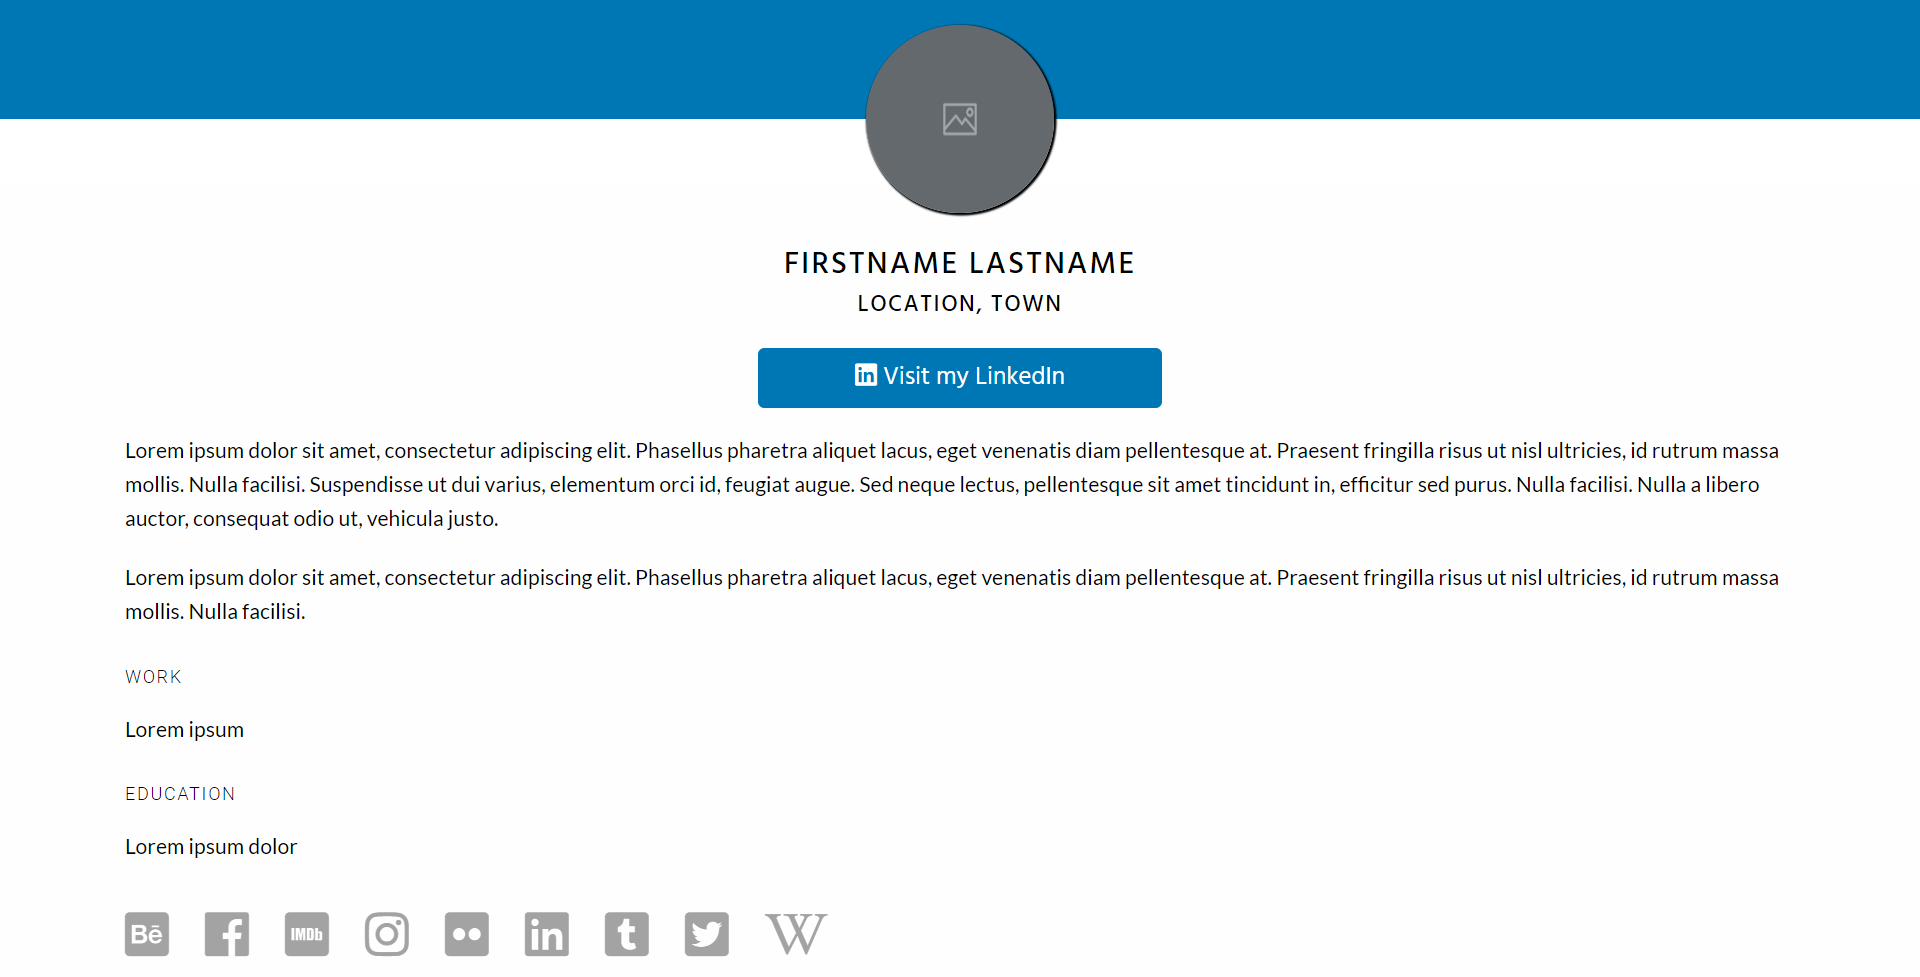 FIRSTNAME LASTNAME
LOCATION, TOWN
in Visit my LinkedIn
Lorem ipsum dolor sit amet, consectetur adipiscing elit. Phasellus pharetra aliquet lacus, eget venenatis diam pellentesque at. Praesent fringilla risus ut nisl ultricies, id rutrum massa
mollis. Nulla facilisi. Suspendisse ut dui varius, elementum orci id, feugiat augue. Sed neque lectus, pellentesque sit amet tincidunt in, efficitur sed purus. Nulla facilisi. Nulla a libero
auctor, consequat odio ut, vehicula justo.
Lorem ipsum dolor sit amet, consectetur adipiscing elit. Phasellus pharetra aliquet lacus, eget venenatis diam pellentesque at. Praesent fringilla risus ut nisl ultricies, id rutrum massa
mollis. Nulla facilisi.
WORK
Lorem ipsum
EDUCATION
Lorem ipsum dolor
Bē f IMDb in t W